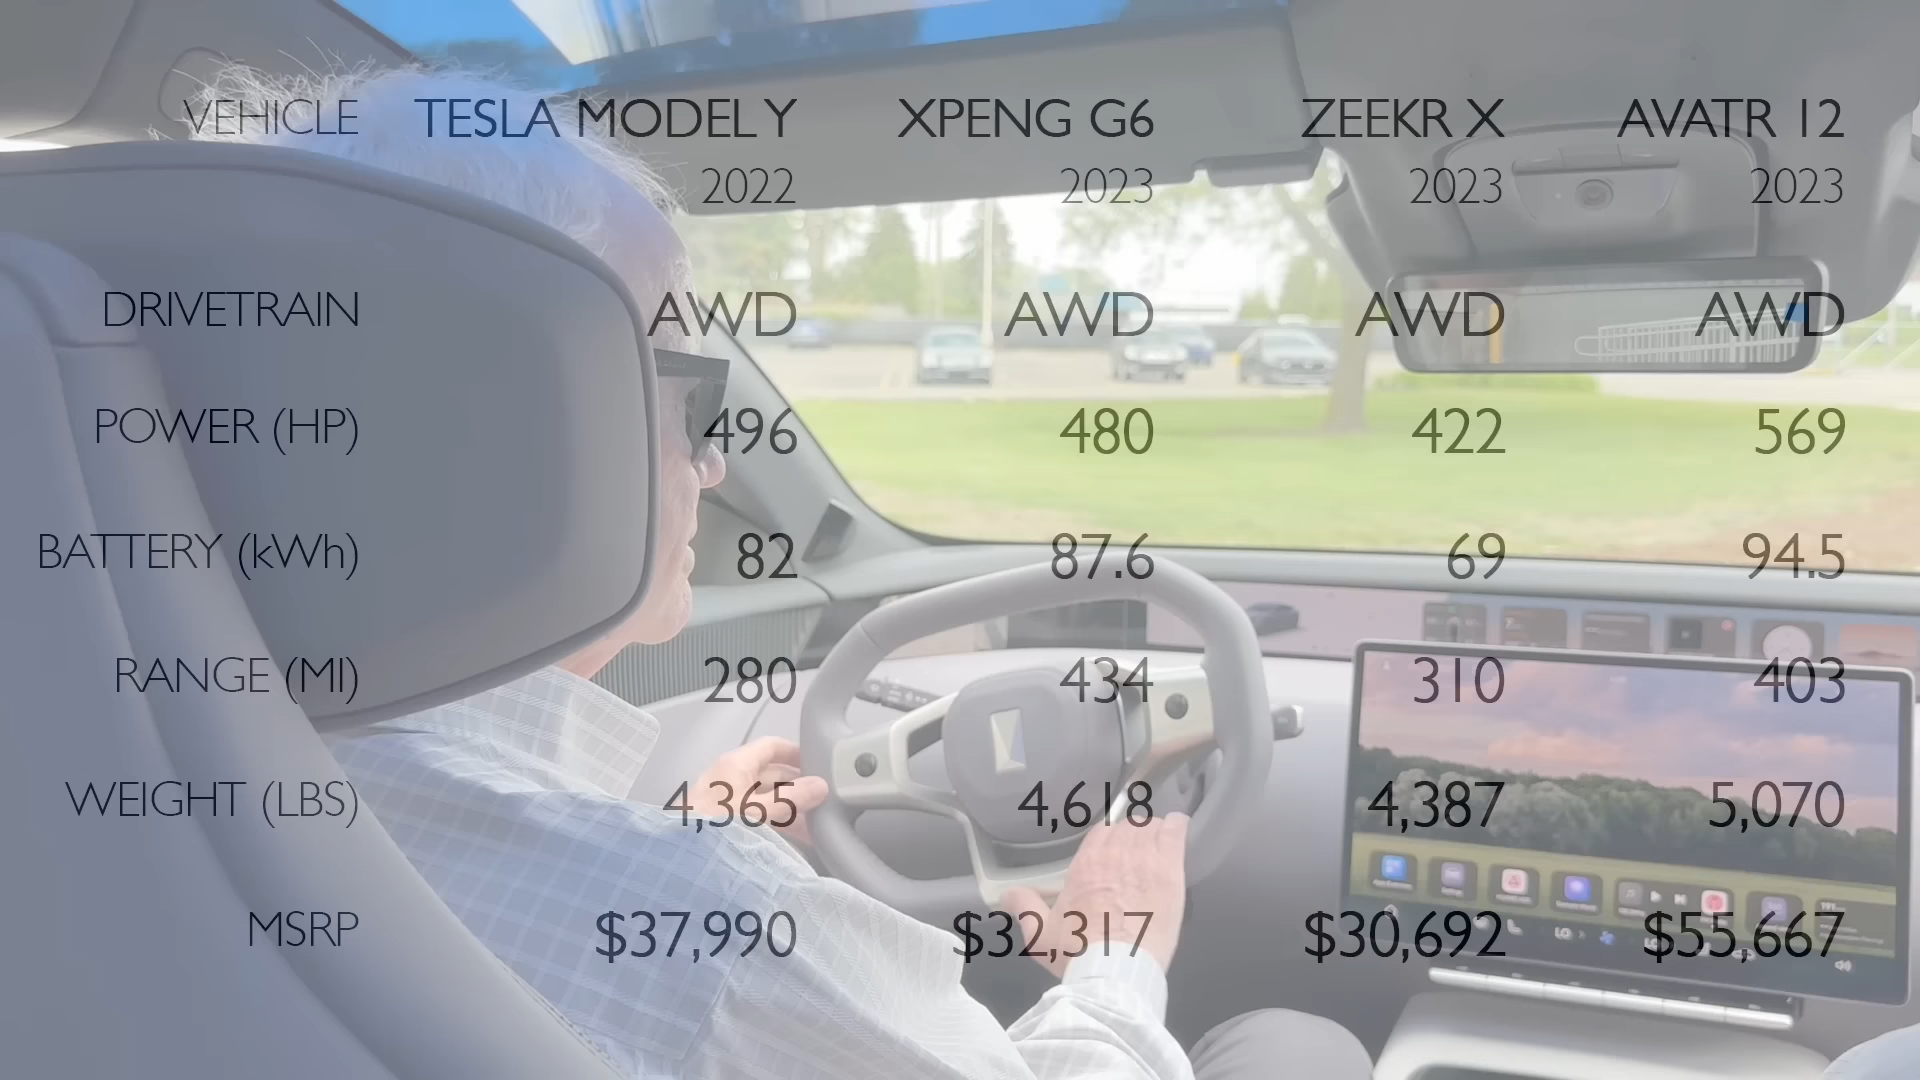 VEHICLE TESLA MODEL Y XPENG G6 ZEEKR X AVATR 12
2022 2023 2023 2023
DRIVETRAIN AWD AWD AWD AWD
POWER (HP) 496 480 422 569
BATTERY (kWh) 82 87.6 69 94.5
RANGE (MI) 280 434 310 403
WEIGHT (LBS) 4,365 4,618 4,387 5,070
MSRP $37,990 $32,317 $30,692 $55,667